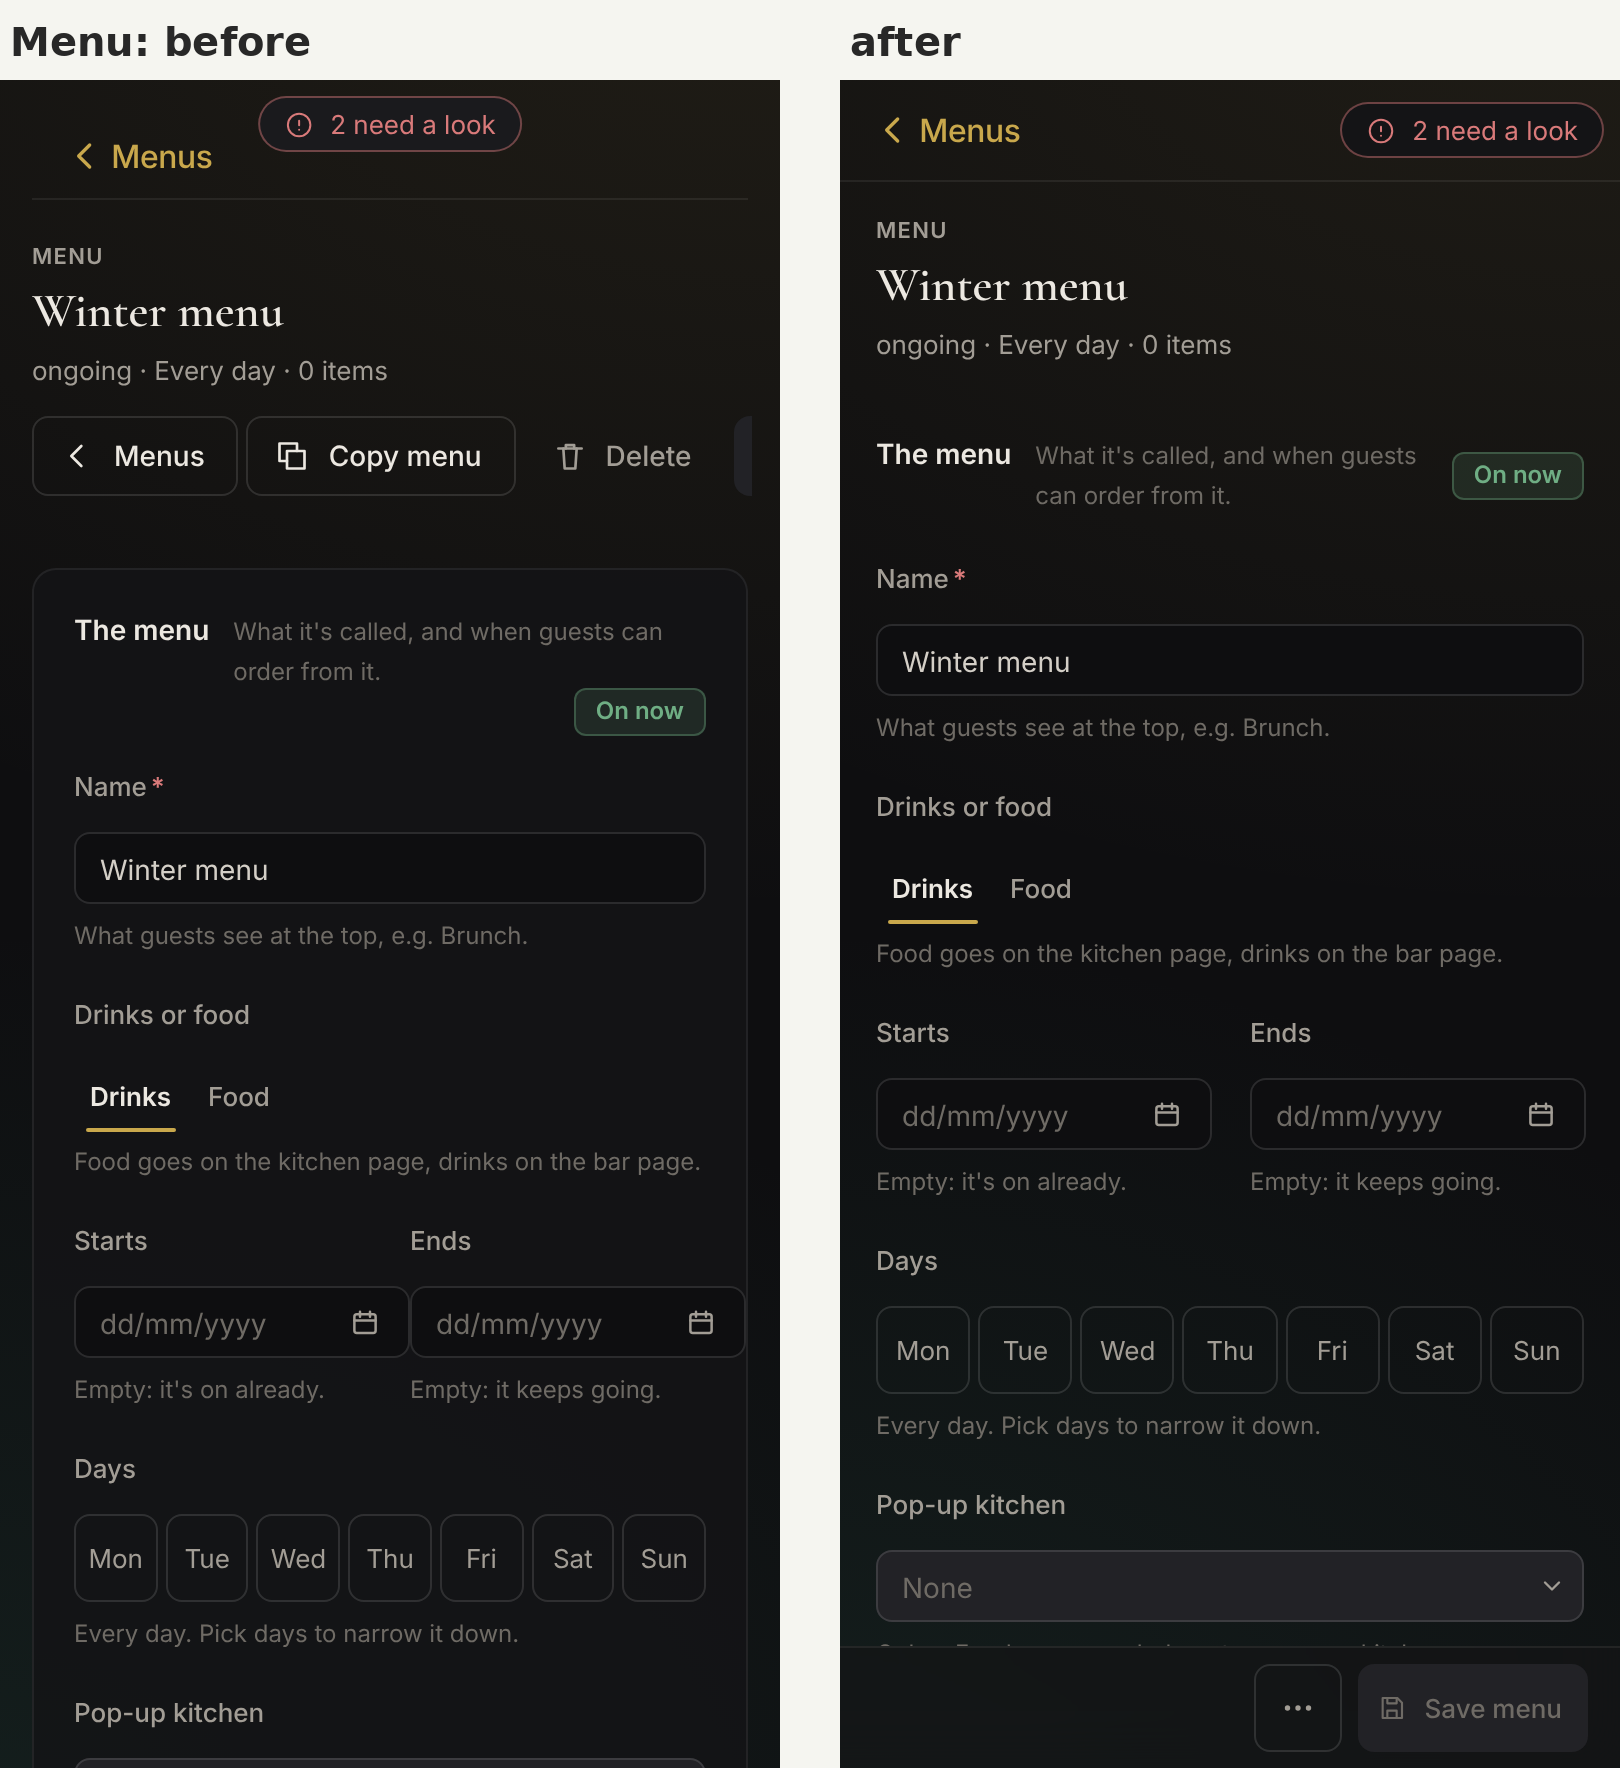 Menu: before
2 need a look
Menus
MENU
Winter menu
ongoing · Every day · 0 items
Menus
Copy menu
Delete
The menu
What it's called, and when guests can
order from it.
On now
Name *
Winter menu
What guests see at the top, e.g. Brunch.
Drinks or food
Drinks Food
Food goes on the kitchen page, drinks on the bar page.
Starts Ends
dd/mm/yyyy dd/mm/yyyy
Empty: it's on already. Empty: it keeps going.
Days
Mon Tue Wed Thu Fri Sat Sun
Every day. Pick days to narrow it down.
Pop-up kitchen
after
Menus
2 need a look
MENU
Winter menu
ongoing · Every day · 0 items
The menu
What it's called, and when guests
can order from it.
On now
Name *
Winter menu
What guests see at the top, e.g. Brunch.
Drinks or food
Drinks Food
Food goes on the kitchen page, drinks on the bar page.
Starts Ends
dd/mm/yyyy dd/mm/yyyy
Empty: it's on already. Empty: it keeps going.
Days
Mon Tue Wed Thu Fri Sat Sun
Every day. Pick days to narrow it down.
Pop-up kitchen
None
Save menu